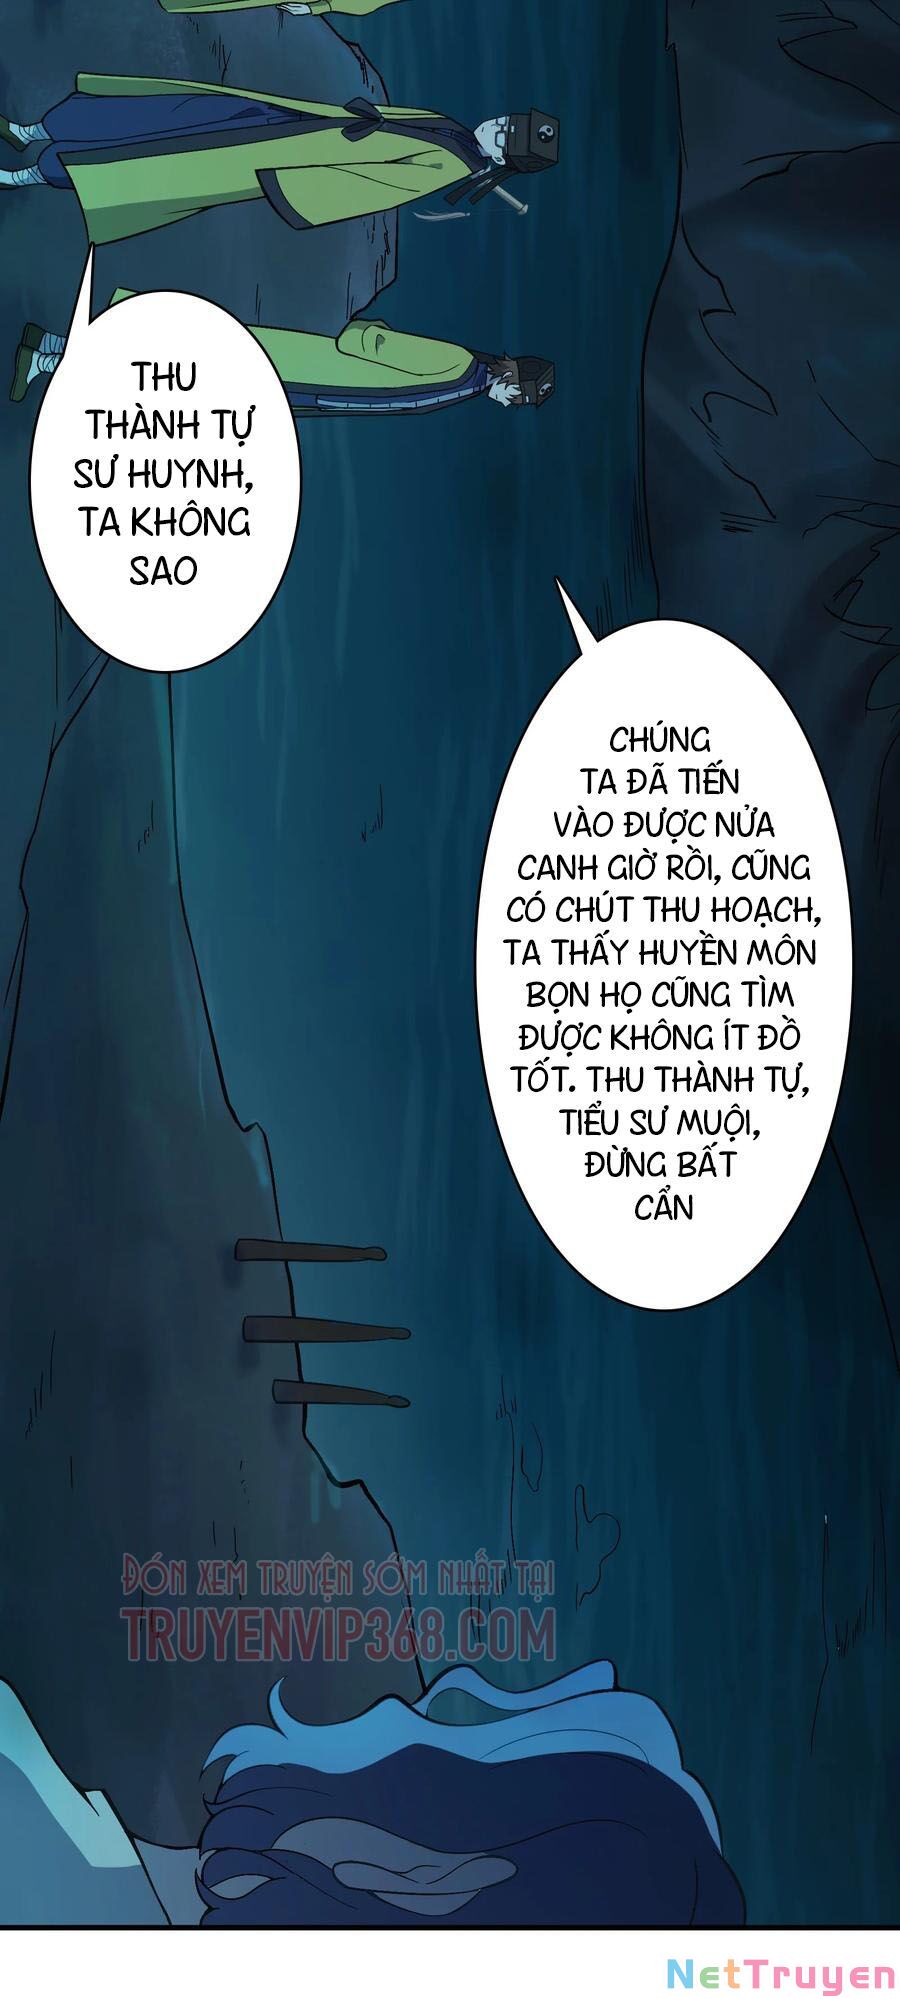 THU
THÀNH TỰ
SƯ HUYNH,
TA KHÔNG
SAO
CHÚNG
TA ĐÃ TIẾN
VÀO ĐƯỢC NỬA
CANH GIỜ RỒI, CŨNG
CÓ CHÚT THU HOẠCH,
TA THẤY HUYỀN MÔN
BỌN HỌ CŨNG TÌM
ĐƯỢC KHÔNG ÍT ĐỒ
TỐT. THU THÀNH TỰ,
TIỂU SƯ MUỘI,
ĐỪNG BẤT
CẨN
ĐÓN XEM TRUYỆN SỚM NHẤT TẠI
TRUYENVIP368.COM
NetTruyen